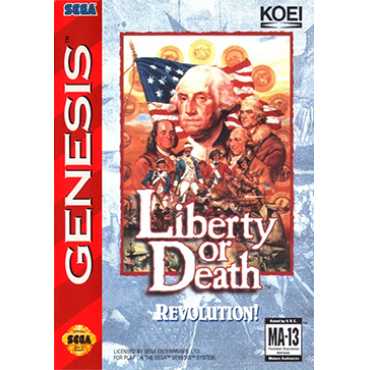 SEGA
KOEI
GENESIS
Liberty
or
Death
REVOLUTION!
LICENSED BY SEGA ENTERPRISES, LTD.
FOR PLAY ON THE SEGA GENESIS SYSTEM.
MA-13
SEGA